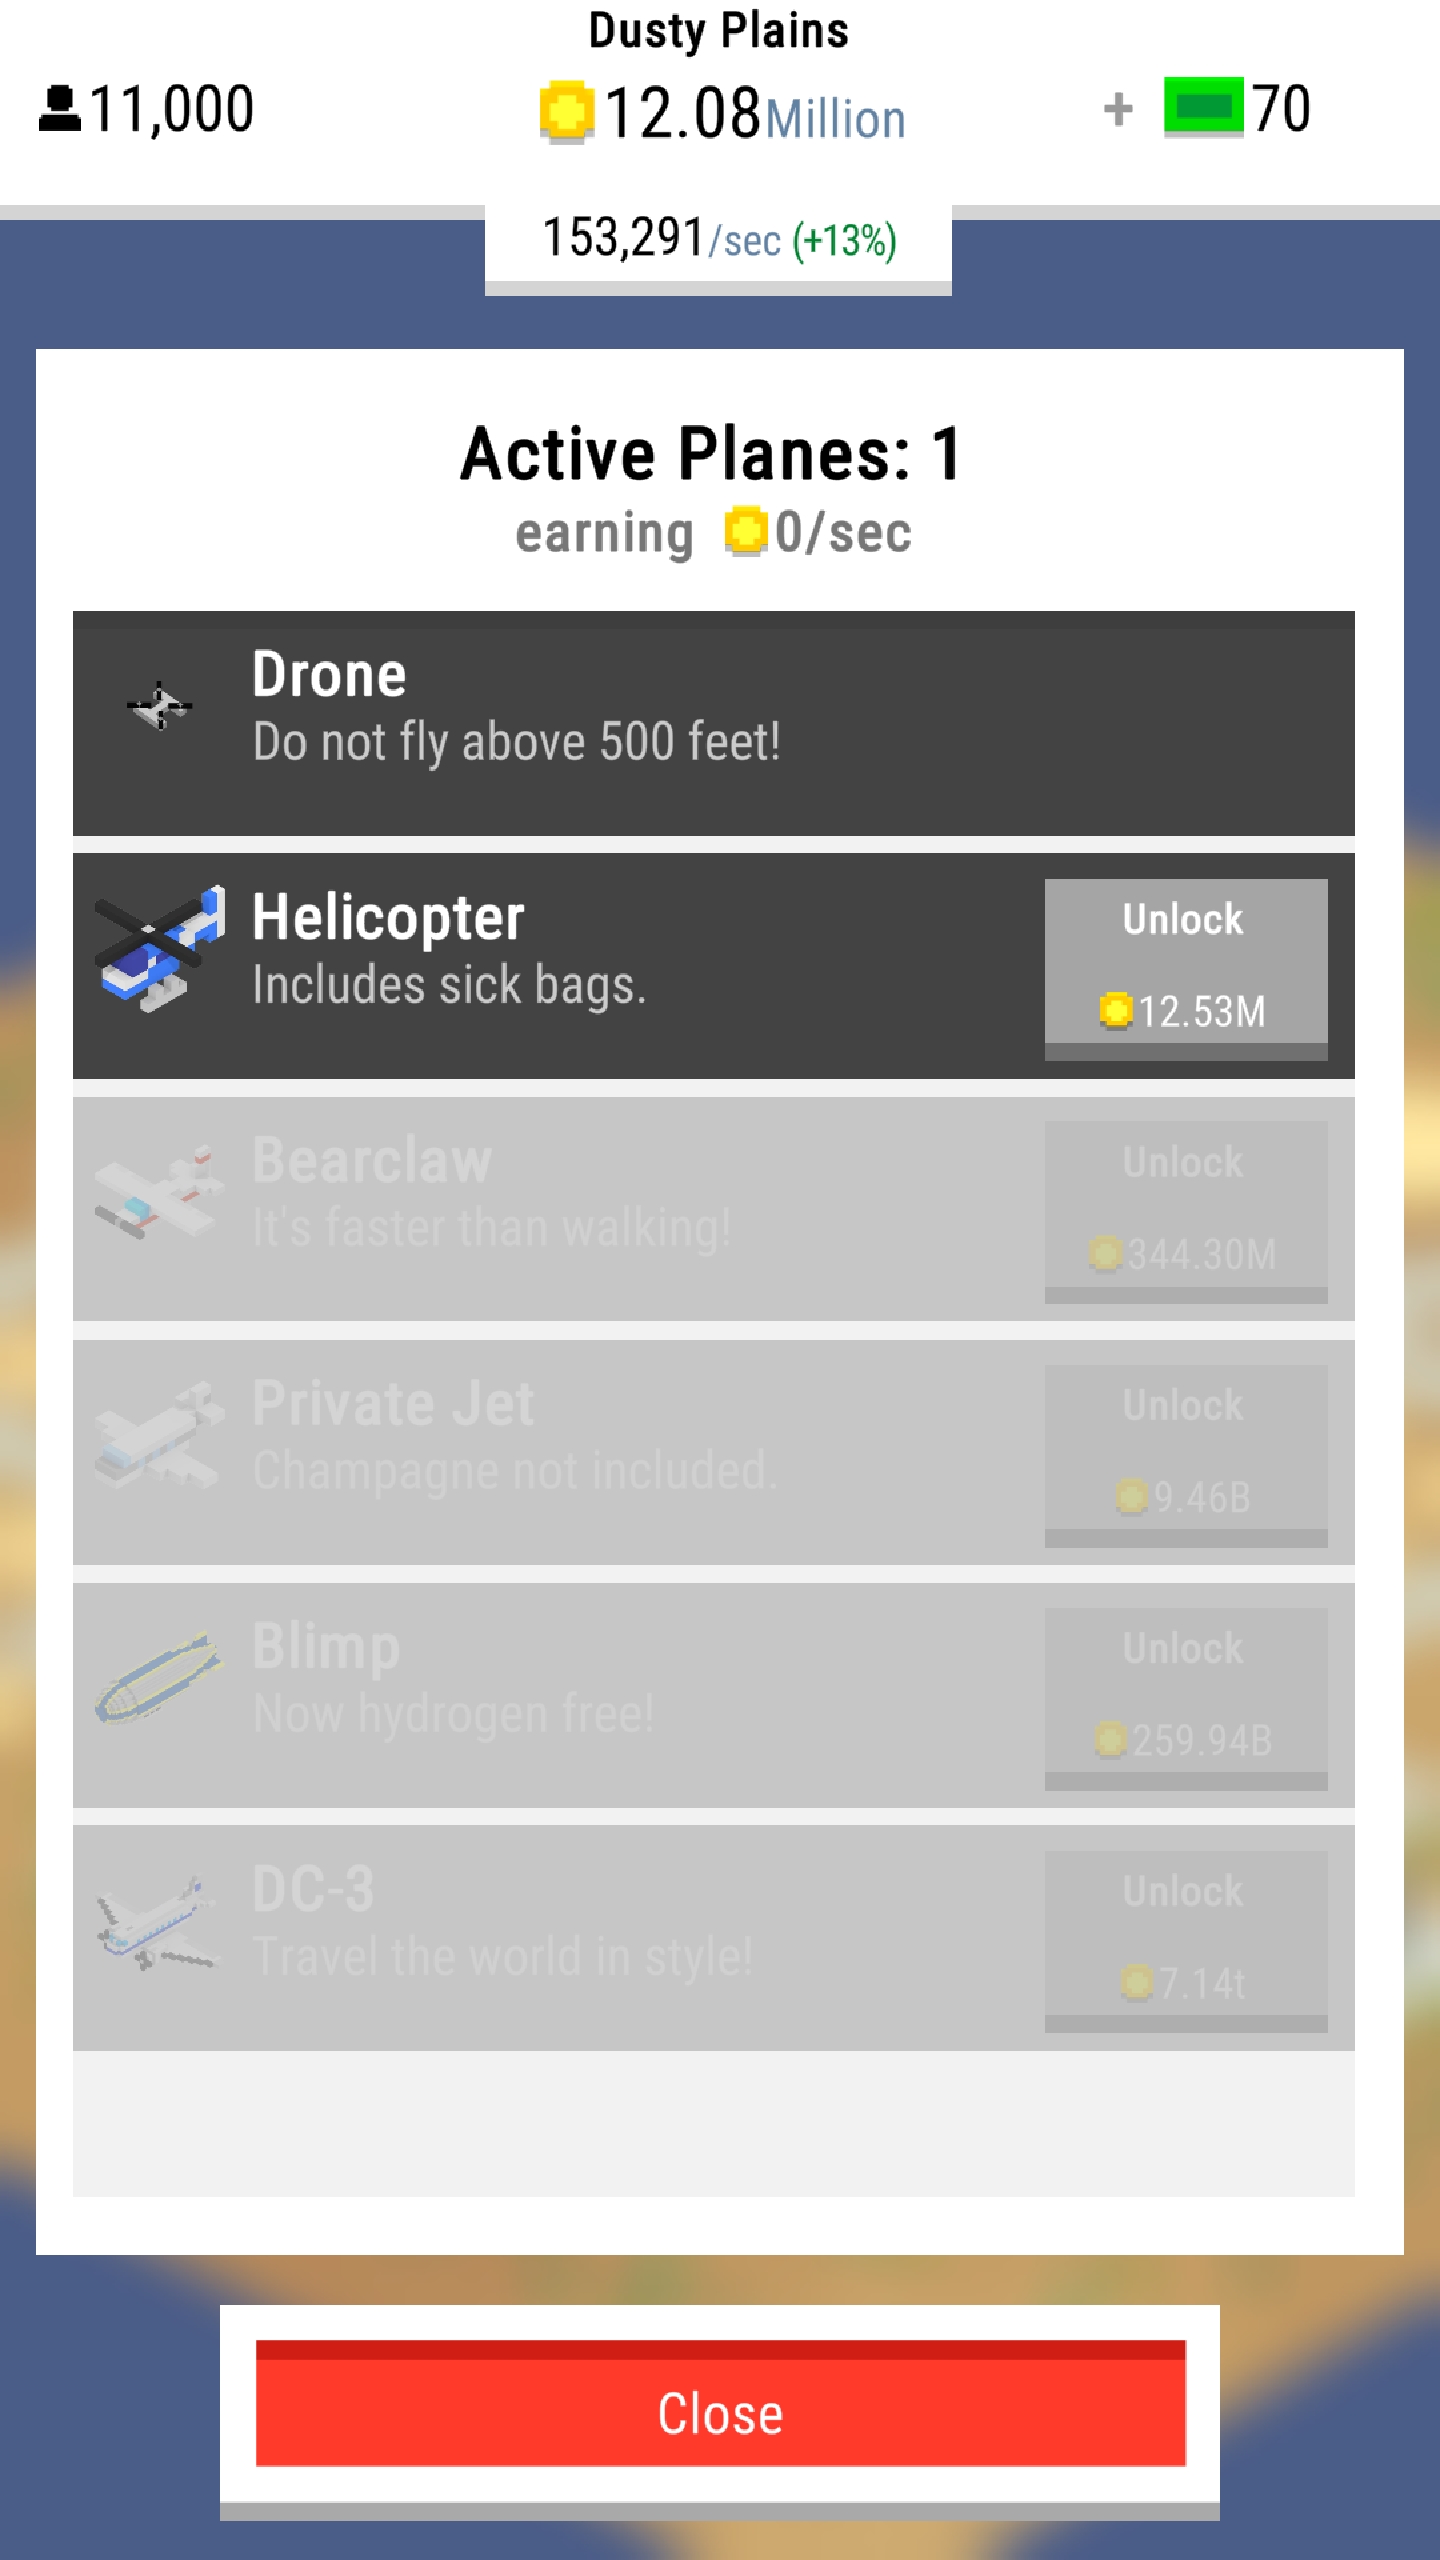 Dusty Plains
11,000
12.08Million
+ 70
153,291/sec (+13%)
Active Planes: 1
earning 0/sec
Drone
Do not fly above 500 feet!
Helicopter
Includes sick bags.
Unlock
12.53M
Bearclaw
It's faster than walking!
Unlock
344.30M
Private Jet
Champagne not included.
Unlock
9.46B
Blimp
Now hydrogen free!
Unlock
259.94B
DC-3
Travel the world in style!
Unlock
7.14t
Close